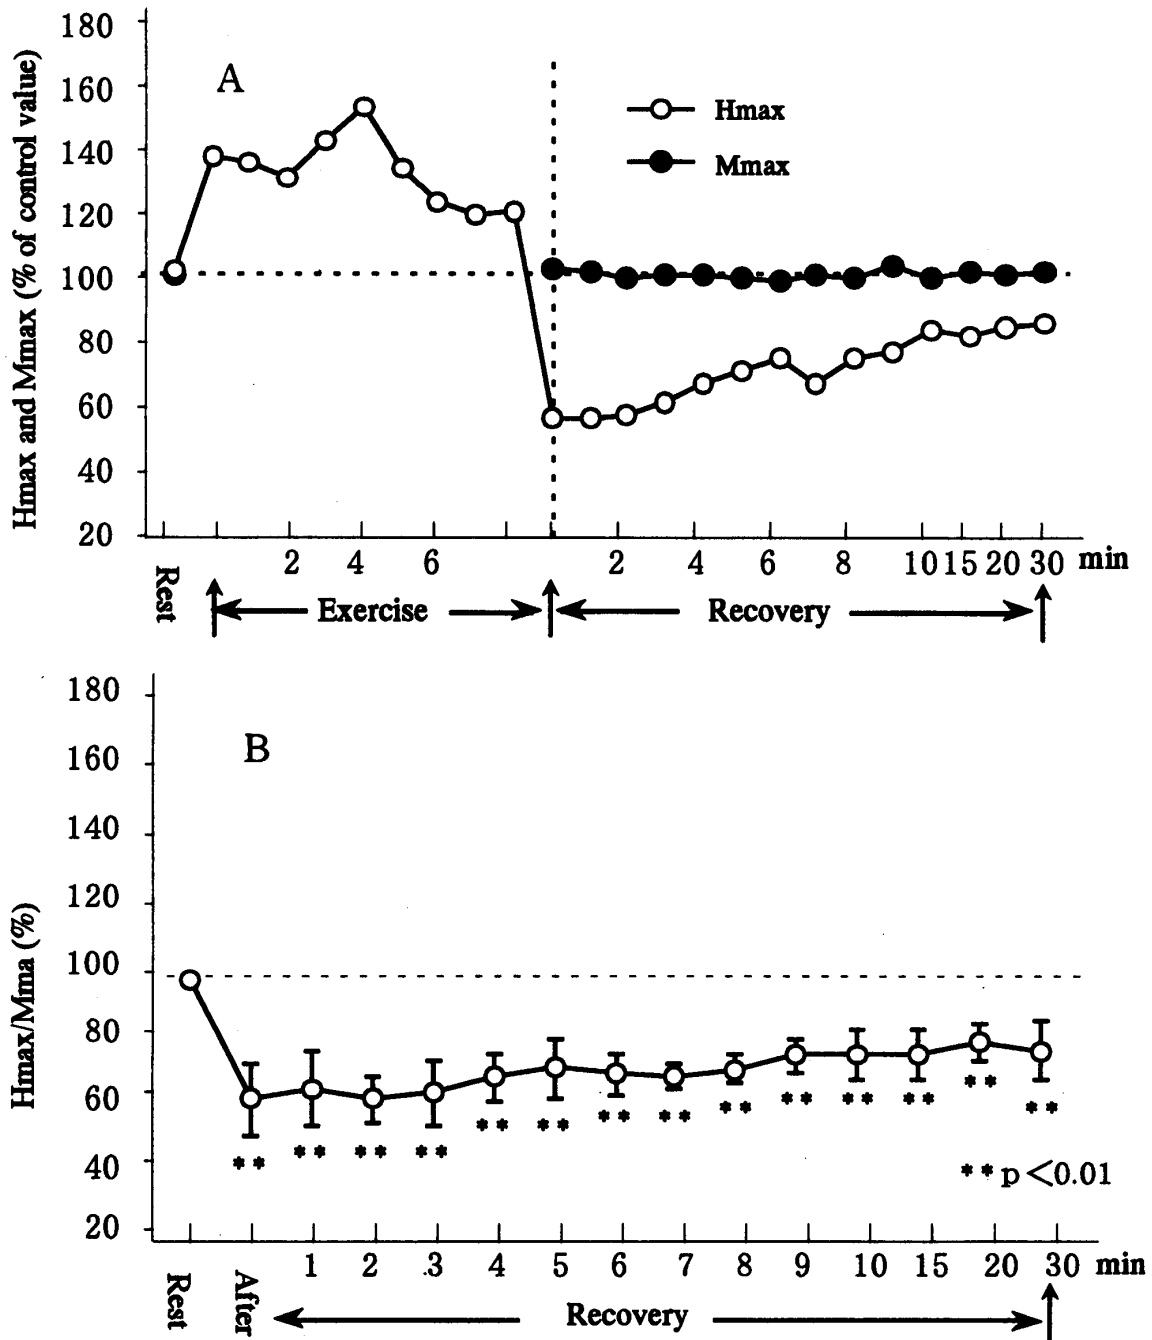 180
160
140
120
100
80
60
40
20
Hmax and Mmax (% of control value)
A
Hmax
Mmax
Rest 2 4 6 2 4 6 8 10 15 20 30 min
Exercise Recovery
180
160
140
120
100
80
60
40
20
Hmax/Mma (%)
B
** ** ** ** ** ** ** ** ** ** ** ** ** **
** p<0.01
Rest After 1 2 3 4 5 6 7 8 9 10 15 20 30 min
Recovery